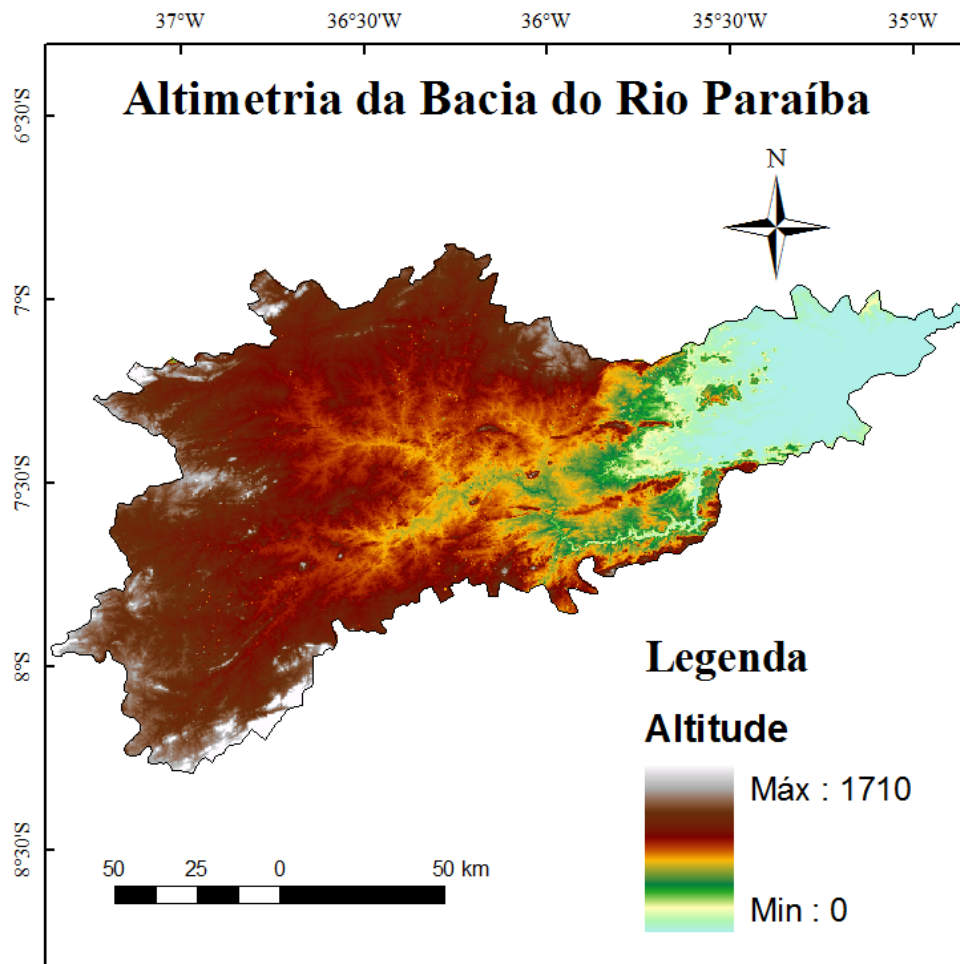 37°W 36°30'W 36°W 35°30'W 35°W
Altimetria da Bacia do Rio Paraíba
N
6°30'S
7°S
7°30'S
8°S
8°30'S
Legenda
Altitude
Máx : 1710
Min : 0
50 25 0 50 km